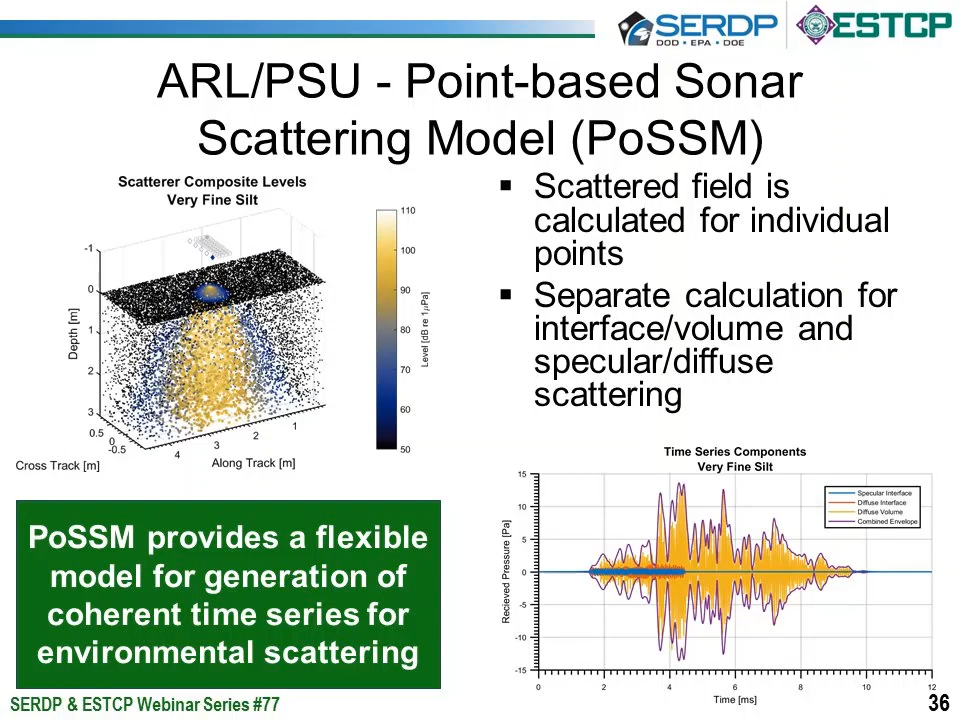 SERDP
DOD • EPA • DOE
ESTCP
ARL/PSU - Point-based Sonar
Scattering Model (PoSSM)
Scatterer Composite Levels
Very Fine Silt
-1
0
1
2
3
Depth [m]
0.5
0
-0.5
Cross Track [m]
4
3
2
1
Along Track [m]
110
100
90
80
70
60
50
Level [dB re 1μPa]
▪ Scattered field is
calculated for individual
points
▪ Separate calculation for
interface/volume and
specular/diffuse
scattering
PoSSM provides a flexible
model for generation of
coherent time series for
environmental scattering
Time Series Components
Very Fine Silt
15
10
5
0
-5
-10
-15
Recieved Pressure [Pa]
Specular Interface
Diffuse Interface
Diffuse Volume
Combined Envelope
0 2 4 6 8 10 12
Time [ms]
SERDP & ESTCP Webinar Series #77
36